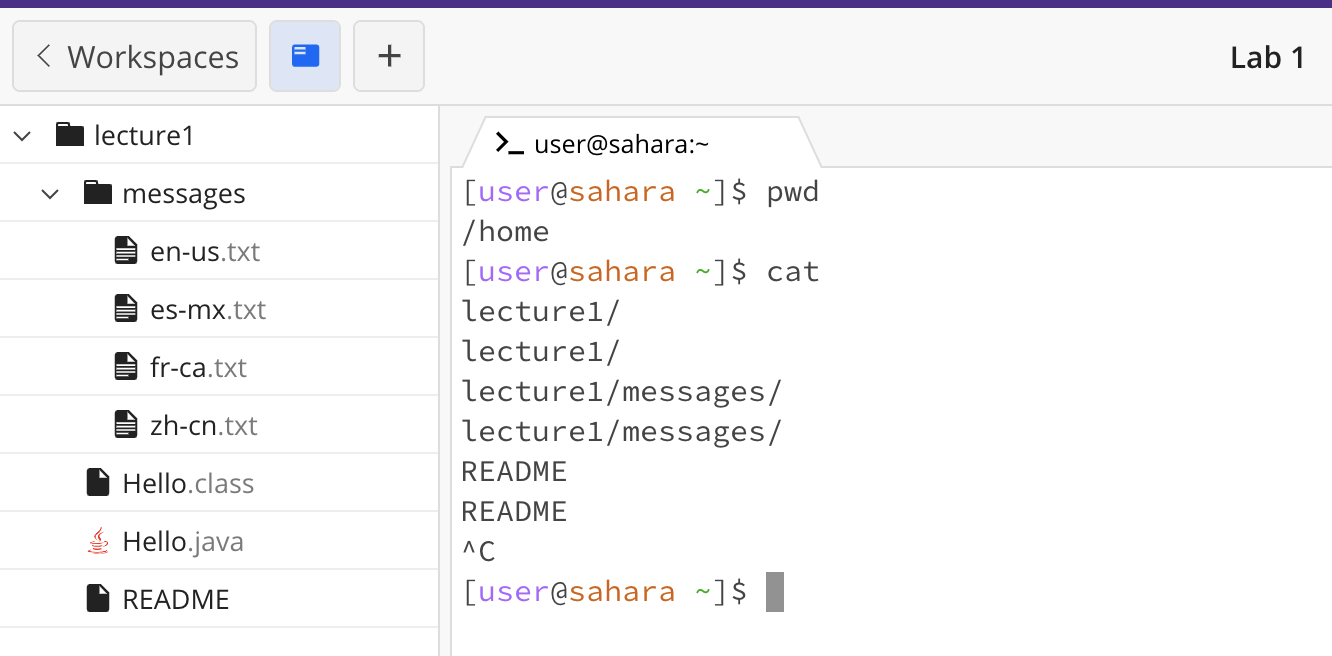 Workspaces
Lab 1
lecture1
messages
en-us.txt
es-mx.txt
fr-ca.txt
zh-cn.txt
Hello.class
Hello.java
README
user@sahara:~
[user@sahara ~]$ pwd
/home
[user@sahara ~]$ cat
lecture1/
lecture1/
lecture1/messages/
lecture1/messages/
README
README
^C
[user@sahara ~]$